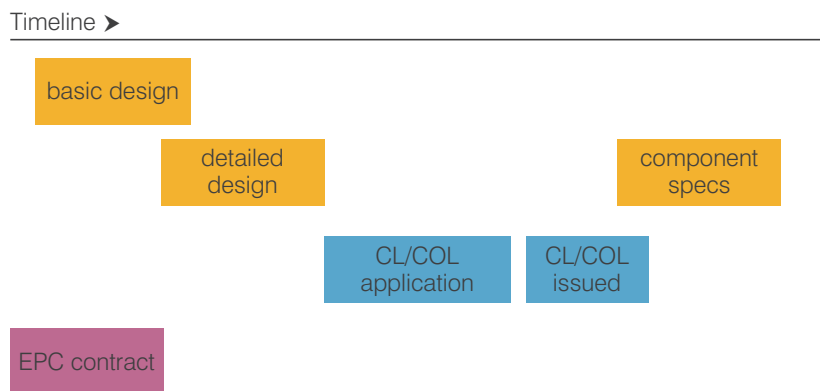 Timeline ➤
basic design
detailed
design
component
specs
CL/COL
application
CL/COL
issued
EPC contract